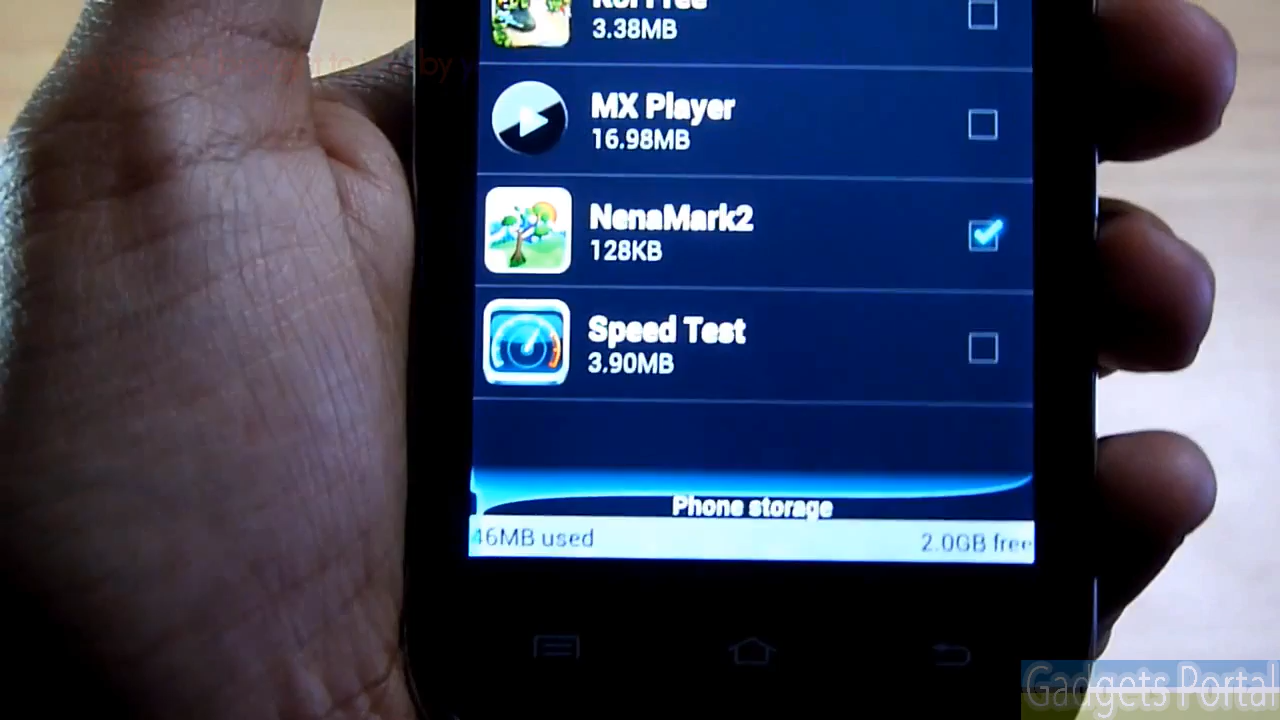 3.38MB
MX Player
16.98MB
NenaMark2
128KB
Speed Test
3.90MB
Phone storage
46MB used
2.0GB free
Gadgets Portal